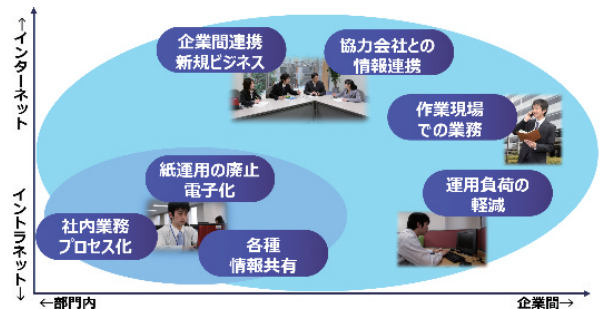 ←インターネット
企業間連携
新規ビジネス
協力会社との
情報連携
作業現場
での業務
紙運用の廃止
電子化
運用負荷の
軽減
社内業務
プロセス化
各種
情報共有
イントラネット→
←部門内
企業間→